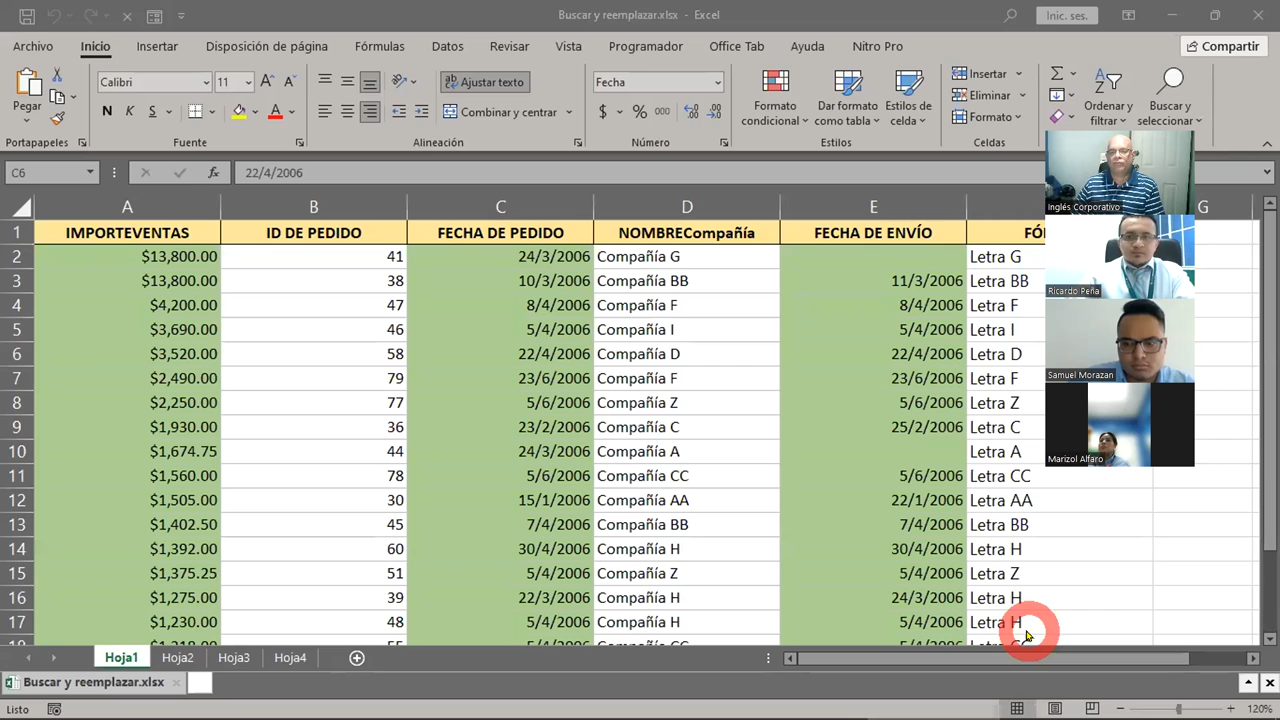 Buscar y reemplazar.xlsx - Excel
Inic. ses.
Archivo Inicio Insertar Disposición de página Fórmulas Datos Revisar Vista Programador Office Tab Ayuda Nitro Pro Compartir
Pegar
Calibri 11
N K S
Ajustar texto
Combinar y centrar
Fecha
$ % 000
Formato condicional
Dar formato como tabla
Estilos de celda
Insertar
Eliminar
Formato
Ordenar y filtrar
Buscar y seleccionar
Portapapeles Fuente Alineación Número Estilos Celdas
C6 fx 22/4/2006
A B C D E G
1 IMPORTEVENTAS ID DE PEDIDO FECHA DE PEDIDO NOMBRECompañía FECHA DE ENVÍO
2 $13,800.00 41 24/3/2006 Compañía G Letra G
3 $13,800.00 38 10/3/2006 Compañía BB 11/3/2006 Letra BB
4 $4,200.00 47 8/4/2006 Compañía F 8/4/2006 Letra F
5 $3,690.00 46 5/4/2006 Compañía I 5/4/2006 Letra I
6 $3,520.00 58 22/4/2006 Compañía D 22/4/2006 Letra D
7 $2,490.00 79 23/6/2006 Compañía F 23/6/2006 Letra F
8 $2,250.00 77 5/6/2006 Compañía Z 5/6/2006 Letra Z
9 $1,930.00 36 23/2/2006 Compañía C 25/2/2006 Letra C
10 $1,674.75 44 24/3/2006 Compañía A Letra A
11 $1,560.00 78 5/6/2006 Compañía CC 5/6/2006 Letra CC
12 $1,505.00 30 15/1/2006 Compañía AA 22/1/2006 Letra AA
13 $1,402.50 45 7/4/2006 Compañía BB 7/4/2006 Letra BB
14 $1,392.00 60 30/4/2006 Compañía H 30/4/2006 Letra H
15 $1,375.25 51 5/4/2006 Compañía Z 5/4/2006 Letra Z
16 $1,275.00 39 22/3/2006 Compañía H 24/3/2006 Letra H
17 $1,230.00 48 5/4/2006 Compañía H 5/4/2006 Letra H
Inglés Corporativo
Ricardo Peña
Samuel Morazan
Marizol Alfaro
Hoja1 Hoja2 Hoja3 Hoja4
Buscar y reemplazar.xlsx
Listo 120%